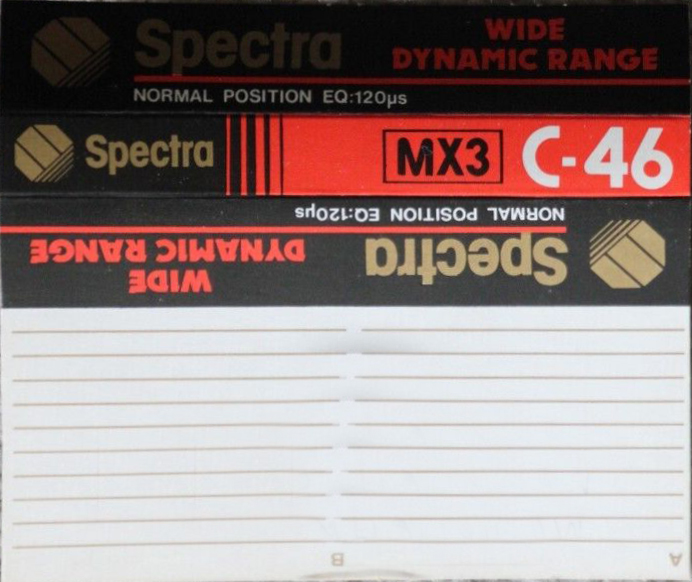 Spectra
WIDE
DYNAMIC RANGE
NORMAL POSITION EQ:120µs
Spectra
MX3
C-46
NORMAL POSITION EQ:120µs
Spectra
WIDE
DYNAMIC RANGE
A
B